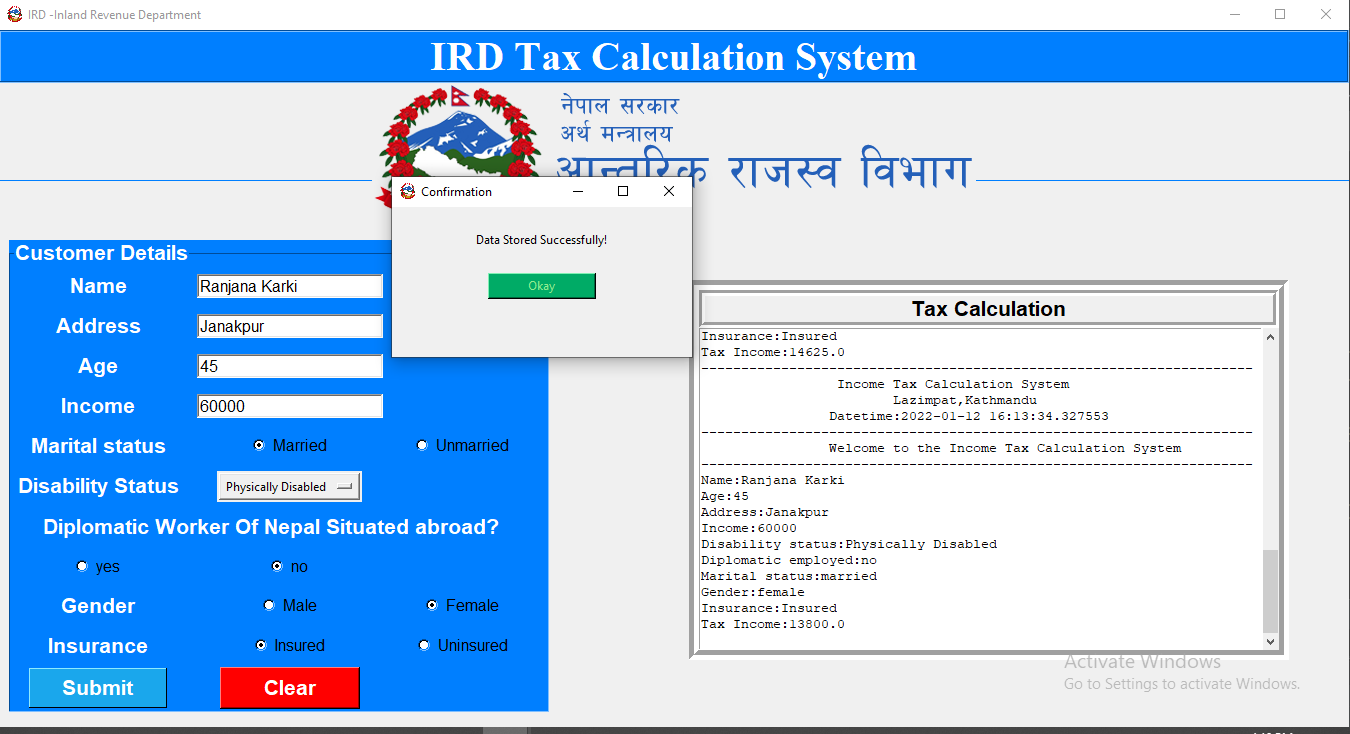 IRD -Inland Revenue Department
IRD Tax Calculation System
नेपाल सरकार
अर्थ मन्त्रालय
आन्तरिक राजस्व विभाग
Confirmation
Data Stored Successfully!
Okay
Customer Details
Name Ranjana Karki
Address Janakpur
Age 45
Income 60000
Marital status Married Unmarried
Disability Status Physically Disabled
Diplomatic Worker Of Nepal Situated abroad?
yes no
Gender Male Female
Insurance Insured Uninsured
Submit Clear
Tax Calculation
Insurance:Insured
Tax Income:14625.0
---------------------------------------------------------------------
Income Tax Calculation System
Lazimpat,Kathmandu
Datetime:2022-01-12 16:13:34.327553
---------------------------------------------------------------------
Welcome to the Income Tax Calculation System
---------------------------------------------------------------------
Name:Ranjana Karki
Age:45
Address:Janakpur
Income:60000
Disability status:Physically Disabled
Diplomatic employed:no
Marital status:married
Gender:female
Insurance:Insured
Tax Income:13800.0
Activate Windows
Go to Settings to activate Windows.